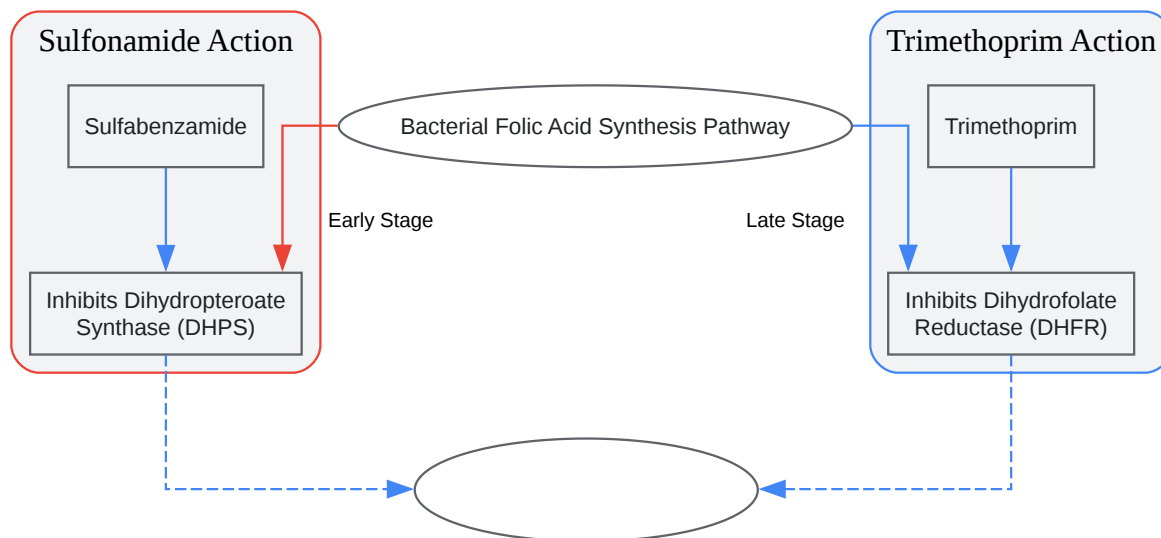 Sulfonamide Action
Trimethoprim Action
Sulfabenzamide
Bacterial Folic Acid Synthesis Pathway
Trimethoprim
Early Stage
Late Stage
Inhibits Dihydropteroate
Synthase (DHPS)
Inhibits Dihydrofolate
Reductase (DHFR)